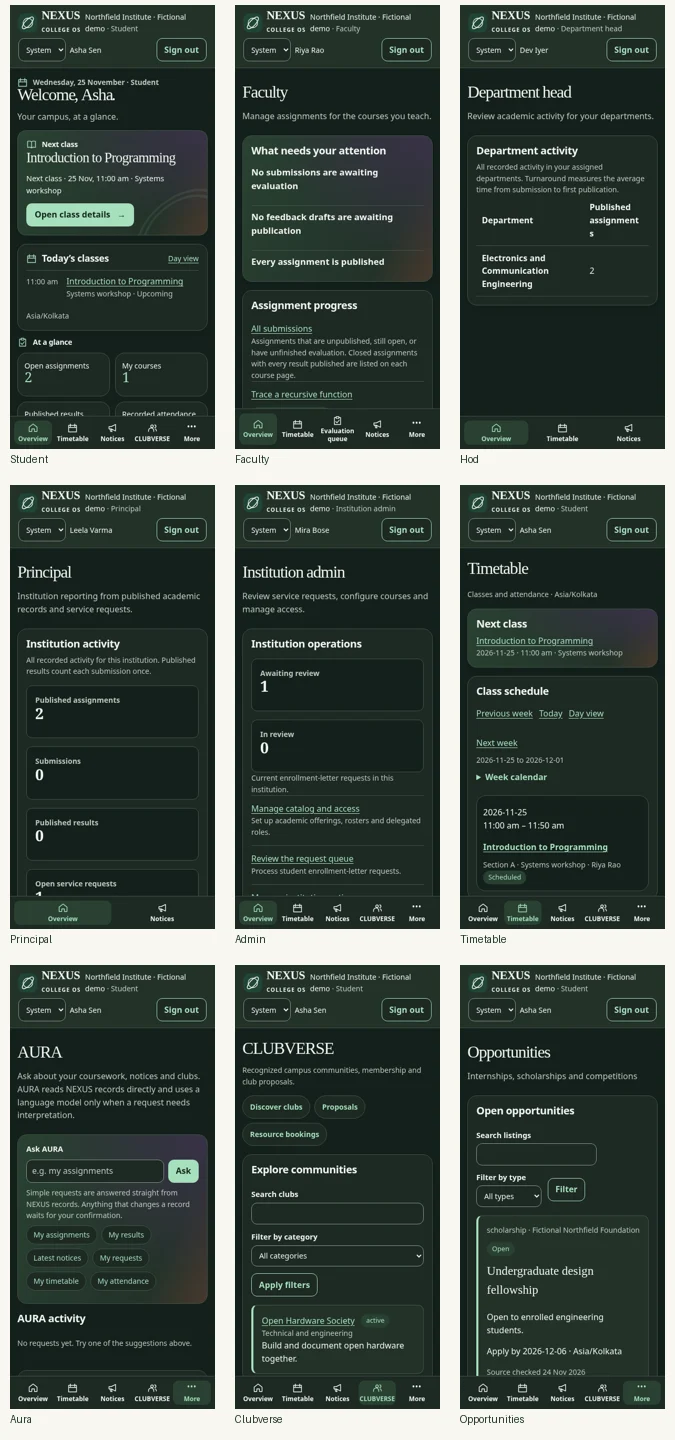 NEXUS
COLLEGE OS
Northfield Institute · Fictional
demo · Student
System
Asha Sen
Sign out
Wednesday, 25 November · Student
Welcome, Asha.
Your campus, at a glance.
Next class
Introduction to Programming
Next class · 25 Nov, 11:00 am · Systems
workshop
Open class details →
Today's classes
Day view
11:00 am
Introduction to Programming
Systems workshop · Upcoming
Asia/Kolkata
At a glance
Open assignments
2
My courses
1
Published results
Recorded attendance
Overview
Timetable
Notices
CLUBVERSE
More
Student
NEXUS
COLLEGE OS
Northfield Institute · Fictional
demo · Faculty
System
Riya Rao
Sign out
Faculty
Manage assignments for the courses you teach.
What needs your attention
No submissions are awaiting
evaluation
No feedback drafts are awaiting
publication
Every assignment is published
Assignment progress
All submissions
Assignments that are unpublished, still open, or
have unfinished evaluation. Closed assignments
with every result published are listed on each
course page.
Trace a recursive function
Overview
Timetable
Evaluation
queue
Notices
More
Faculty
NEXUS
COLLEGE OS
Northfield Institute · Fictional
demo · Department head
System
Dev Iyer
Sign out
Department head
Review academic activity for your departments.
Department activity
All recorded activity in your assigned
departments. Turnaround measures the average
time from submission to first publication.
Department
Published
assignment
s
Electronics and
Communication
Engineering
2
Overview
Timetable
Notices
Hod
NEXUS
COLLEGE OS
Northfield Institute · Fictional
demo · Principal
System
Leela Varma
Sign out
Principal
Institution reporting from published academic
records and service requests.
Institution activity
All recorded activity for this institution. Published
results count each submission once.
Published assignments
2
Submissions
0
Published results
0
Open service requests
Overview
Notices
Principal
NEXUS
COLLEGE OS
Northfield Institute · Fictional
demo · Institution admin
System
Mira Bose
Sign out
Institution admin
Review service requests, configure courses and
manage access.
Institution operations
Awaiting review
1
In review
0
Current enrollment-letter requests in this
institution.
Manage catalog and access
Set up academic offerings, rosters and delegated
roles.
Review the request queue
Process student enrollment-letter requests.
Overview
Timetable
Notices
CLUBVERSE
More
Admin
NEXUS
COLLEGE OS
Northfield Institute · Fictional
demo · Student
System
Asha Sen
Sign out
Timetable
Classes and attendance · Asia/Kolkata
Next class
Introduction to Programming
2026-11-25 · 11:00 am · Systems workshop
Class schedule
Previous week
Today
Day view
Next week
2026-11-25 to 2026-12-01
Week calendar
2026-11-25
11:00 am – 11:50 am
Introduction to Programming
Section A · Systems workshop · Riya Rao
Scheduled
Overview
Timetable
Notices
CLUBVERSE
More
Timetable
NEXUS
COLLEGE OS
Northfield Institute · Fictional
demo · Student
System
Asha Sen
Sign out
AURA
Ask about your coursework, notices and clubs.
AURA reads NEXUS records directly and uses a
language model only when a request needs
interpretation.
Ask AURA
e.g. my assignments
Ask
Simple requests are answered straight from
NEXUS records. Anything that changes a record
waits for your confirmation.
My assignments
My results
Latest notices
My requests
My timetable
My attendance
AURA activity
No requests yet. Try one of the suggestions above.
Overview
Timetable
Notices
CLUBVERSE
More
Aura
NEXUS
COLLEGE OS
Northfield Institute · Fictional
demo · Student
System
Asha Sen
Sign out
CLUBVERSE
Recognized campus communities, membership and
club proposals.
Discover clubs
Proposals
Resource bookings
Explore communities
Search clubs
Filter by category
All categories
Apply filters
Open Hardware Society
active
Technical and engineering
Build and document open hardware
together.
Overview
Timetable
Notices
CLUBVERSE
More
Clubverse
NEXUS
COLLEGE OS
Northfield Institute · Fictional
demo · Student
System
Asha Sen
Sign out
Opportunities
Internships, scholarships and competitions
Open opportunities
Search listings
Filter by type
All types
Filter
scholarship · Fictional Northfield Foundation
Open
Undergraduate design
fellowship
Open to enrolled engineering
students.
Apply by 2026-12-06 · Asia/Kolkata
Source checked 24 Nov 2026
Overview
Timetable
Notices
CLUBVERSE
More
Opportunities